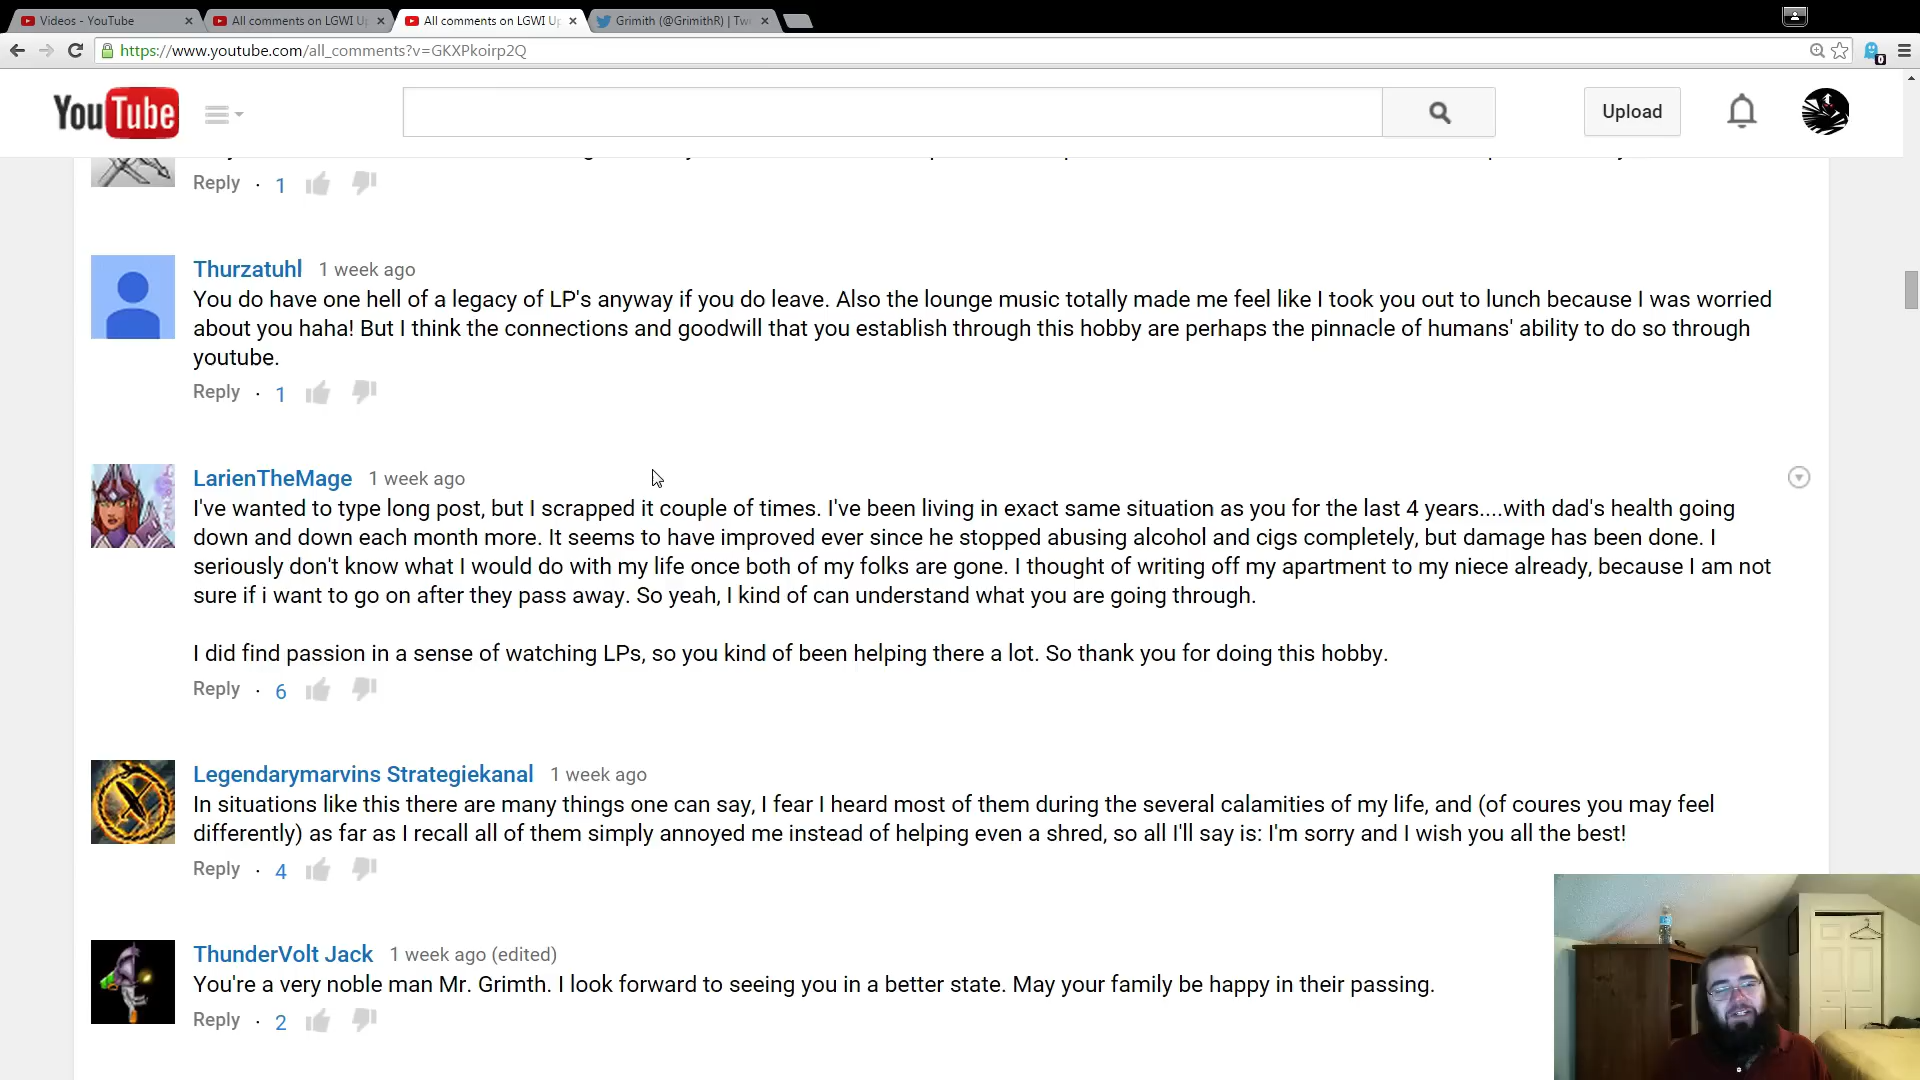 Videos - YouTube
All comments on LGWI Up
All comments on LGWI Up
Grimith (@GrimithR) | Twi
https://www.youtube.com/all_comments?v=GKXPkoirp2Q
0
YouTube
Upload
Reply · 1
Thurzatuhl 1 week ago
You do have one hell of a legacy of LP's anyway if you do leave. Also the lounge music totally made me feel like I took you out to lunch because I was worried
about you haha! But I think the connections and goodwill that you establish through this hobby are perhaps the pinnacle of humans' ability to do so through
youtube.
Reply · 1
LarienTheMage 1 week ago
I've wanted to type long post, but I scrapped it couple of times. I've been living in exact same situation as you for the last 4 years....with dad's health going
down and down each month more. It seems to have improved ever since he stopped abusing alcohol and cigs completely, but damage has been done. I
seriously don't know what I would do with my life once both of my folks are gone. I thought of writing off my apartment to my niece already, because I am not
sure if i want to go on after they pass away. So yeah, I kind of can understand what you are going through.
I did find passion in a sense of watching LPs, so you kind of been helping there a lot. So thank you for doing this hobby.
Reply · 6
Legendarymarvins Strategiekanal 1 week ago
In situations like this there are many things one can say, I fear I heard most of them during the several calamities of my life, and (of coures you may feel
differently) as far as I recall all of them simply annoyed me instead of helping even a shred, so all I'll say is: I'm sorry and I wish you all the best!
Reply · 4
ThunderVolt Jack 1 week ago (edited)
You're a very noble man Mr. Grimth. I look forward to seeing you in a better state. May your family be happy in their passing.
Reply · 2